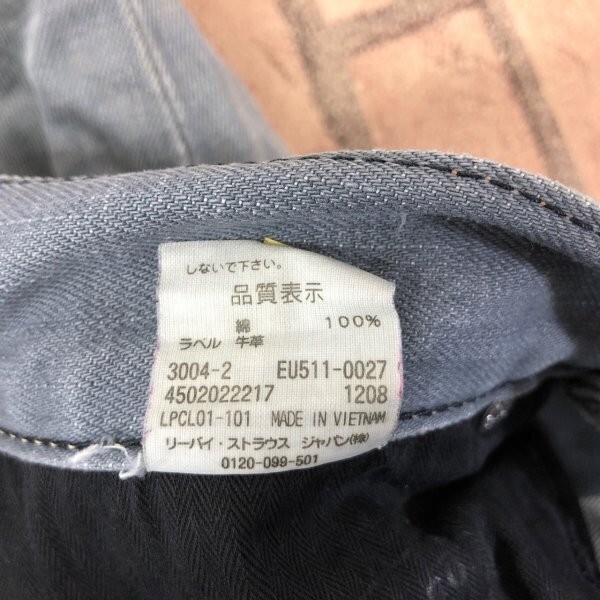 しないで下さい。
品質表示
綿 100%
ラベル 牛革
3004-2 EU511-0027
4502022217 1208
LPCL01-101 MADE IN VIETNAM
リーバイ・ストラウス ジャパン(株)
0120-099-501